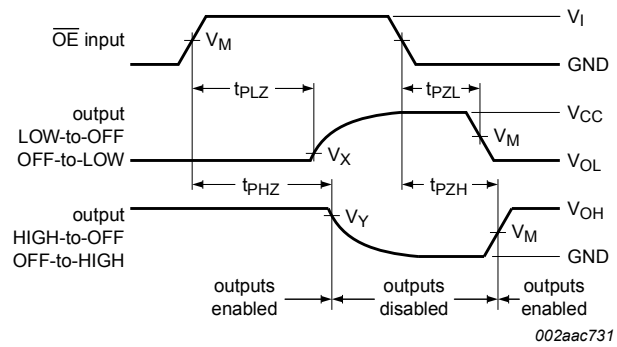 V_I
OE input
V_M
GND
t_PLZ
t_PZL
output
LOW-to-OFF
OFF-to-LOW
V_CC
V_M
V_X
V_OL
t_PHZ
t_PZH
output
HIGH-to-OFF
OFF-to-HIGH
V_OH
V_Y
V_M
GND
outputs
enabled
outputs
disabled
outputs
enabled
002aac731